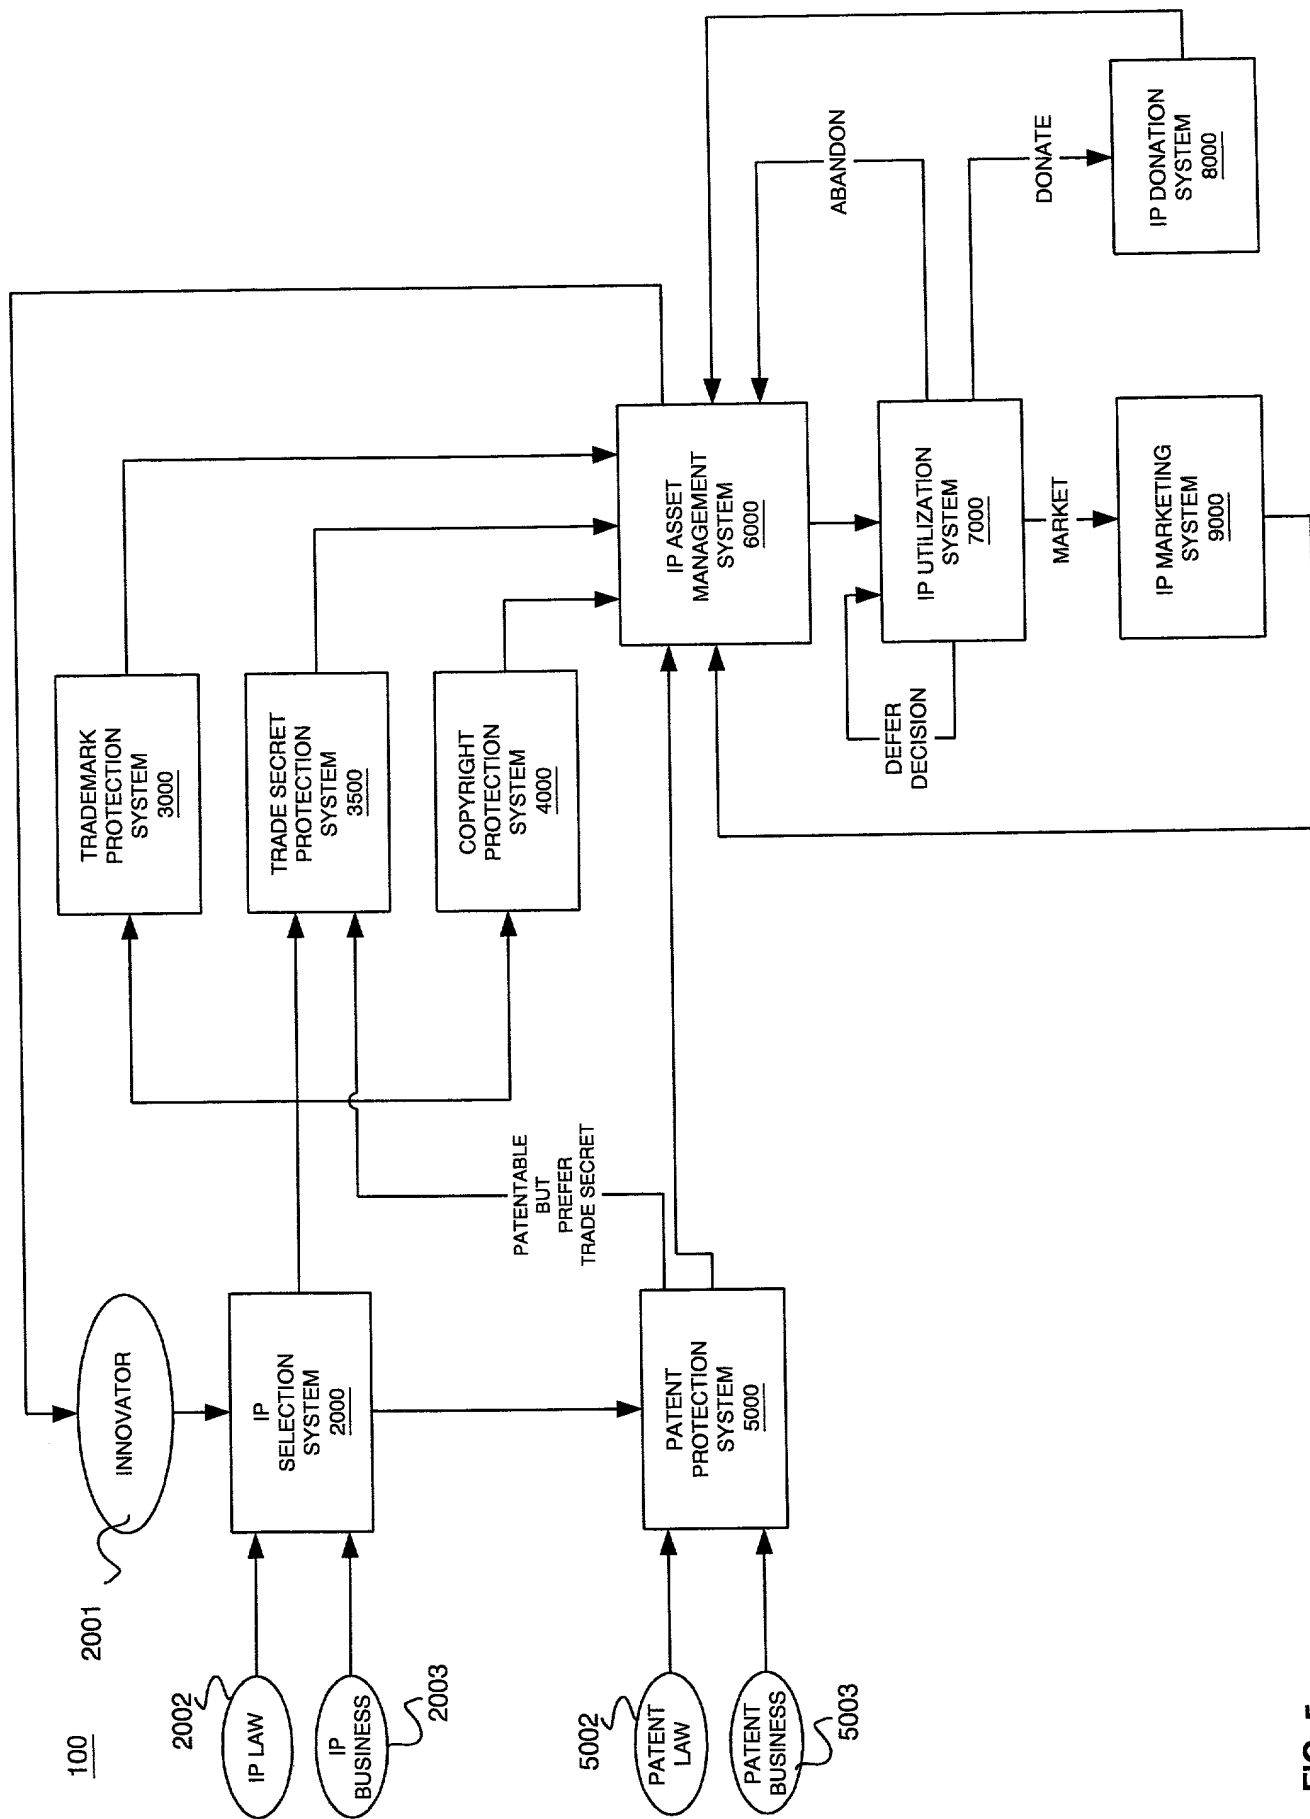 100
2001
INNOVATOR
2002
IP LAW
IP
BUSINESS
2003
IP
SELECTION
SYSTEM
2000
5002
PATENT
LAW
PATENT
BUSINESS
5003
PATENT
PROTECTION
SYSTEM
5000
PATENTABLE
BUT
PREFER
TRADE SECRET
TRADEMARK
PROTECTION
SYSTEM
3000
TRADE SECRET
PROTECTION
SYSTEM
3500
COPYRIGHT
PROTECTION
SYSTEM
4000
IP ASSET
MANAGEMENT
SYSTEM
6000
DEFER
DECISION
IP UTILIZATION
SYSTEM
7000
ABANDON
DONATE
MARKET
IP MARKETING
SYSTEM
9000
IP DONATION
SYSTEM
8000